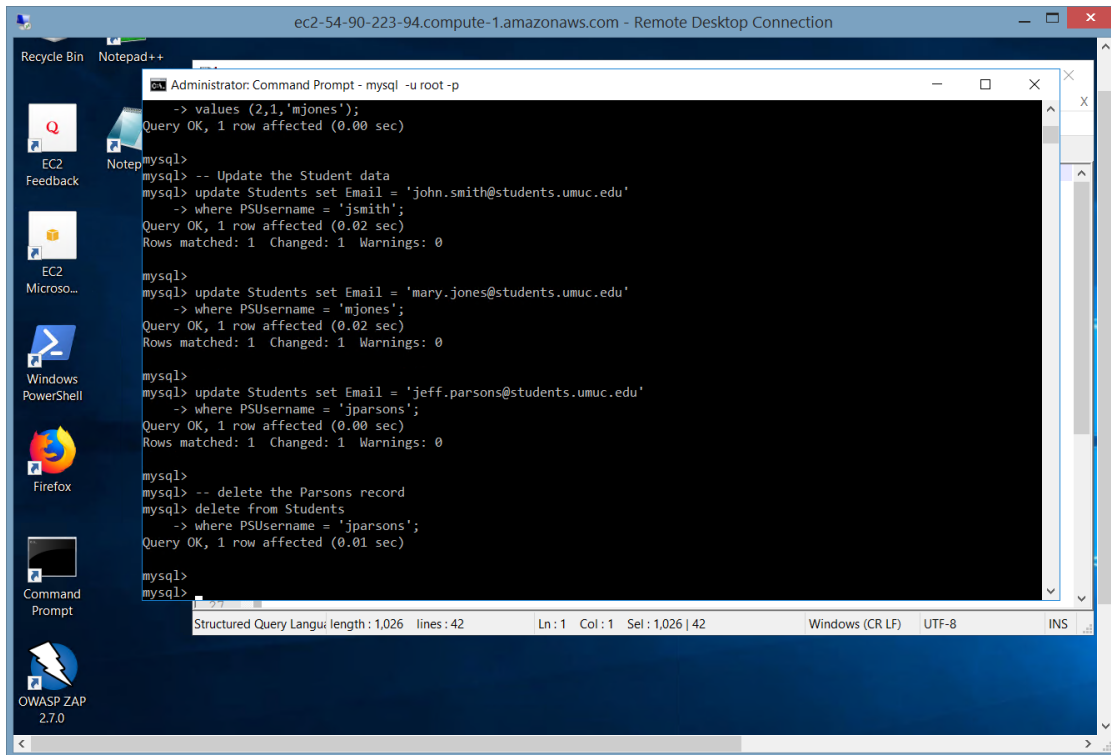 ec2-54-90-223-94.compute-1.amazonaws.com - Remote Desktop Connection
Recycle Bin
Notepad++
Administrator: Command Prompt - mysql -u root -p
X
-> values (2,1,'mjones');
Query OK, 1 row affected (0.00 sec)
mysql>
mysql> -- Update the Student data
mysql> update Students set Email = 'john.smith@students.umuc.edu'
-> where PSUsername = 'jsmith';
Query OK, 1 row affected (0.02 sec)
Rows matched: 1 Changed: 1 Warnings: 0
mysql>
mysql> update Students set Email = 'mary.jones@students.umuc.edu'
-> where PSUsername = 'mjones';
Query OK, 1 row affected (0.02 sec)
Rows matched: 1 Changed: 1 Warnings: 0
mysql>
mysql> update Students set Email = 'jeff.parsons@students.umuc.edu'
-> where PSUsername = 'jparsons';
Query OK, 1 row affected (0.00 sec)
Rows matched: 1 Changed: 1 Warnings: 0
mysql>
mysql> -- delete the Parsons record
mysql> delete from Students
-> where PSUsername = 'jparsons';
Query OK, 1 row affected (0.01 sec)
mysql>
mysql>
Q
EC2
Feedback
Notep
EC2
Microso...
Windows
PowerShell
Firefox
Command
Prompt
OWASP ZAP
2.7.0
Structured Query Langu length : 1,026 lines : 42 Ln : 1 Col : 1 Sel : 1,026 | 42 Windows (CR LF) UTF-8 INS